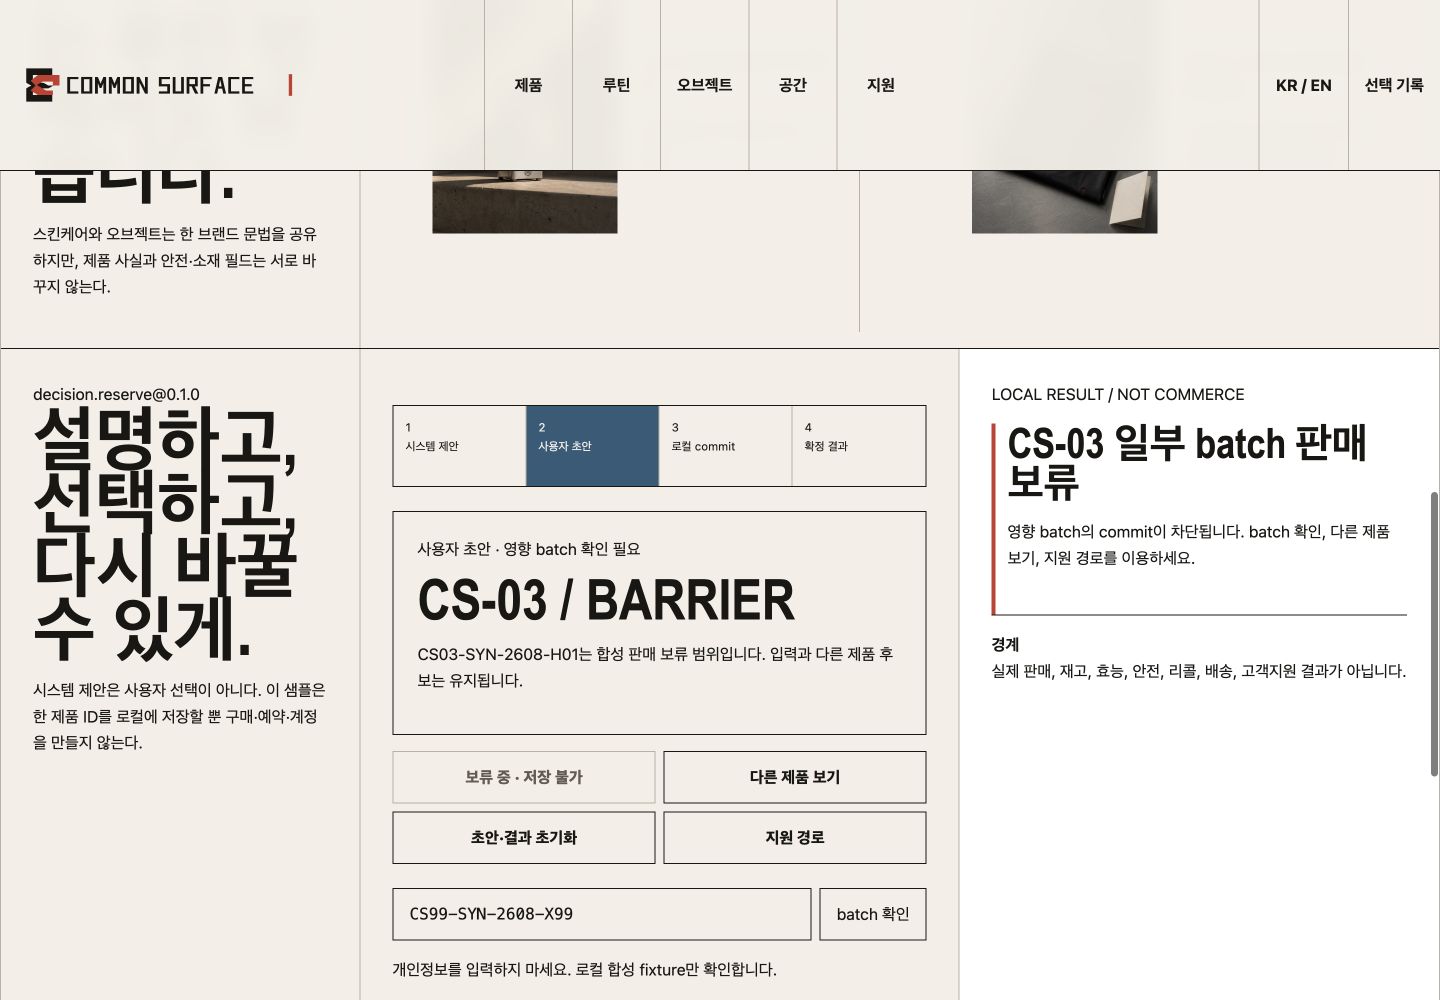 COMMON SURFACE
제품
루틴
오브젝트
공간
지원
KR / EN
선택 기록
습니다.
스킨케어와 오브젝트는 한 브랜드 문법을 공유
하지만, 제품 사실과 안전·소재 필드는 서로 바
꾸지 않는다.
decision.reserve@0.1.0
설명하고,
선택하고,
다시 바꿀
수 있게.
시스템 제안은 사용자 선택이 아니다. 이 샘플은
한 제품 ID를 로컬에 저장할 뿐 구매·예약·계정
을 만들지 않는다.
1
시스템 제안
2
사용자 초안
3
로컬 commit
4
확정 결과
사용자 초안 · 영향 batch 확인 필요
CS-03 / BARRIER
CS03-SYN-2608-H01는 합성 판매 보류 범위입니다. 입력과 다른 제품 후
보는 유지됩니다.
보류 중 · 저장 불가
다른 제품 보기
초안·결과 초기화
지원 경로
CS99-SYN-2608-X99
batch 확인
개인정보를 입력하지 마세요. 로컬 합성 fixture만 확인합니다.
LOCAL RESULT / NOT COMMERCE
CS-03 일부 batch 판매
보류
영향 batch의 commit이 차단됩니다. batch 확인, 다른 제품
보기, 지원 경로를 이용하세요.
경계
실제 판매, 재고, 효능, 안전, 리콜, 배송, 고객지원 결과가 아닙니다.